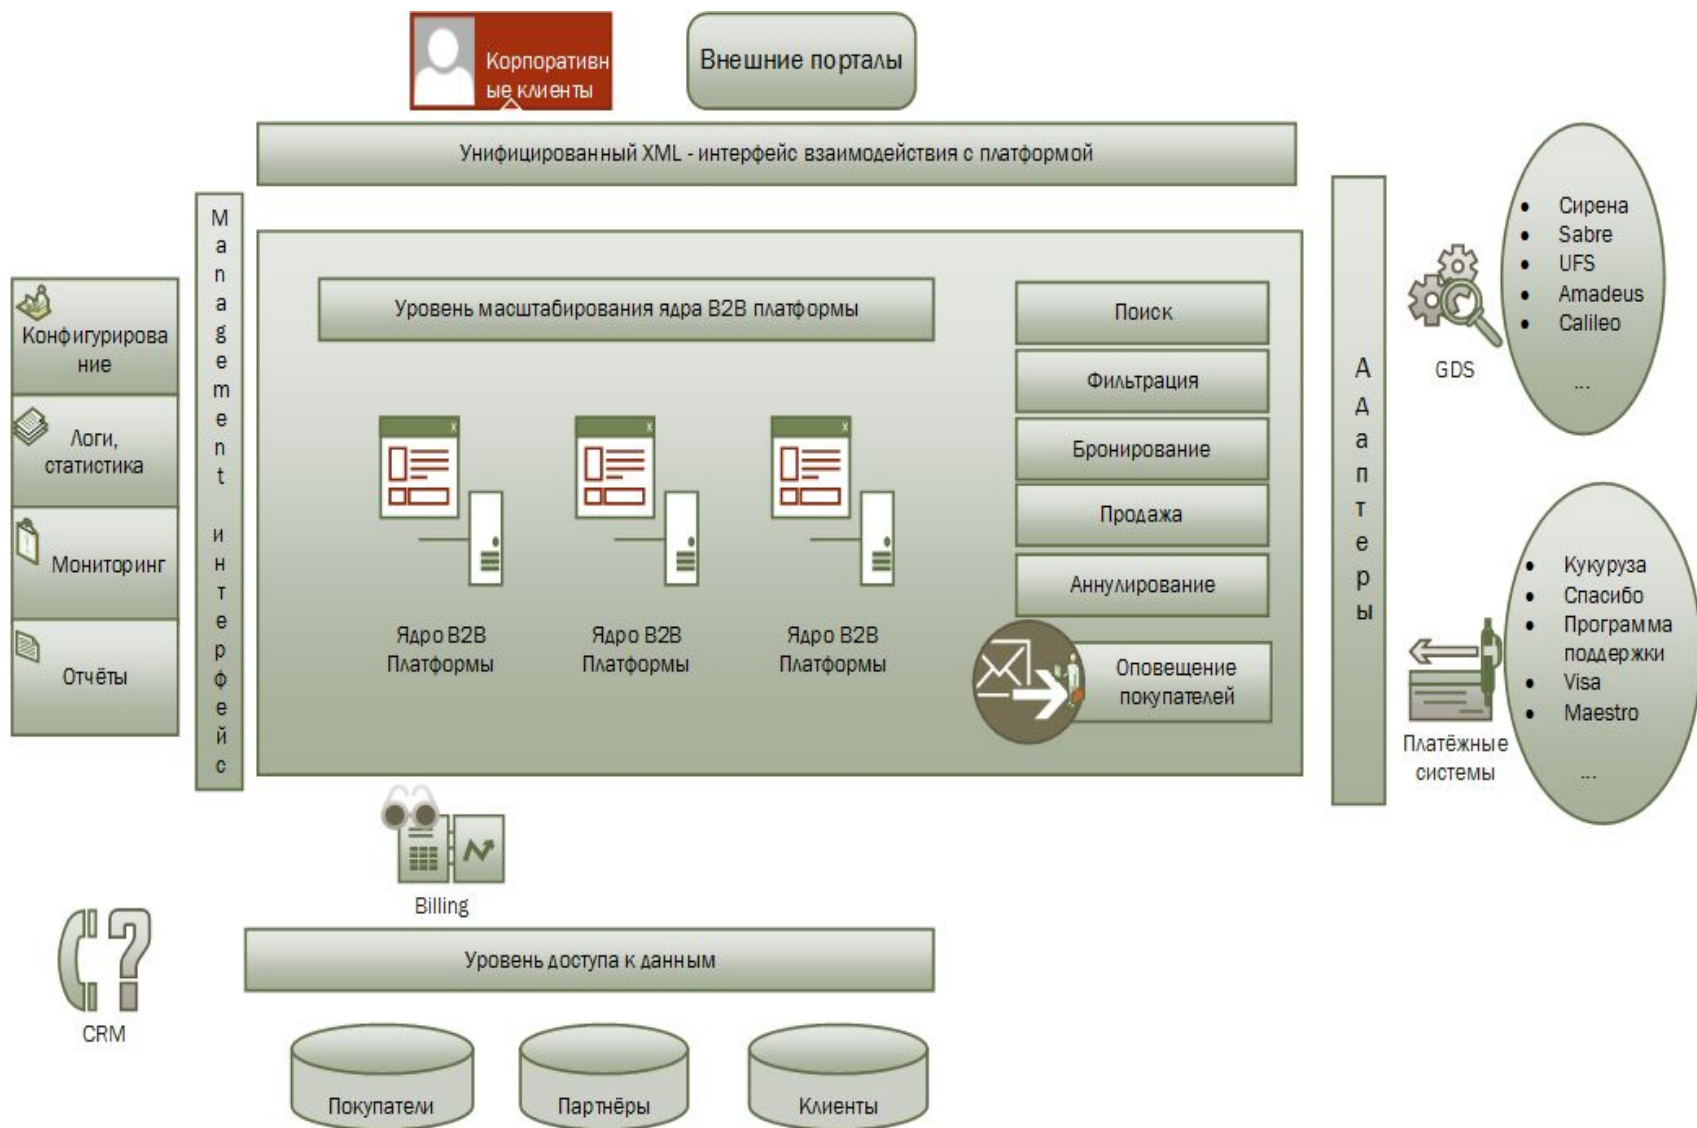 Корпоративн
ые клиенты
Внешние порталы
Унифицированный XML - интерфейс взаимодействия с платформой
Management интерфейс
Конфигурирова
ние
Логи,
статистика
Мониторинг
Отчёты
Уровень масштабирования ядра B2B платформы
Ядро B2B
Платформы
Ядро B2B
Платформы
Ядро B2B
Платформы
Поиск
Фильтрация
Бронирование
Продажа
Аннулирование
Оповещение
покупателей
Адаптеры
GDS
• Сирена
• Sabre
• UFS
• Amadeus
• Calileo
...
Платёжные
системы
• Кукуруза
• Спасибо
• Программа
поддержки
• Visa
• Maestro
...
Billing
CRM
Уровень доступа к данным
Покупатели
Партнёры
Клиенты